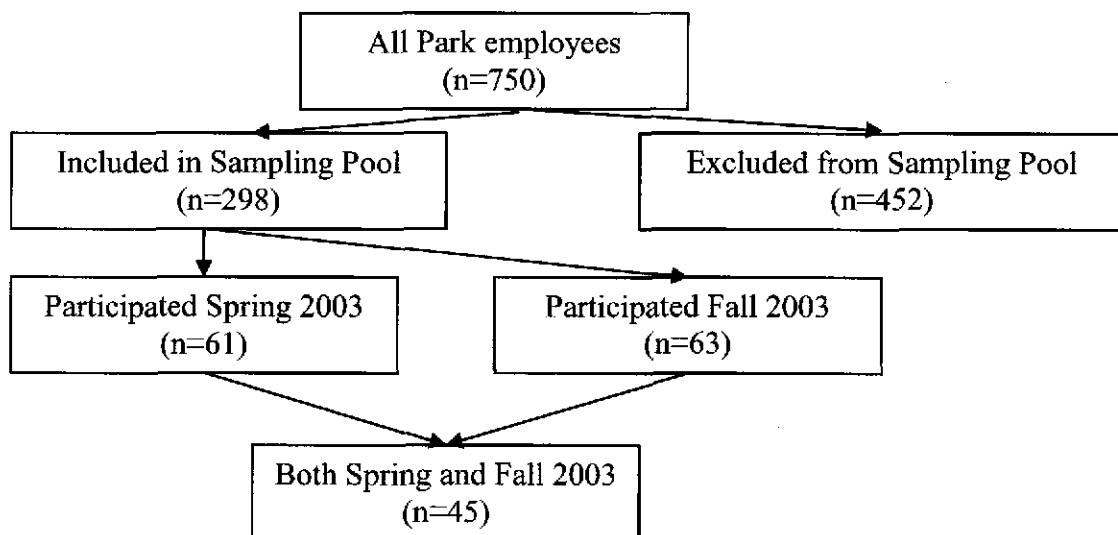 All Park employees
(n=750)
Included in Sampling Pool
(n=298)
Excluded from Sampling Pool
(n=452)
Participated Spring 2003
(n=61)
Participated Fall 2003
(n=63)
Both Spring and Fall 2003
(n=45)